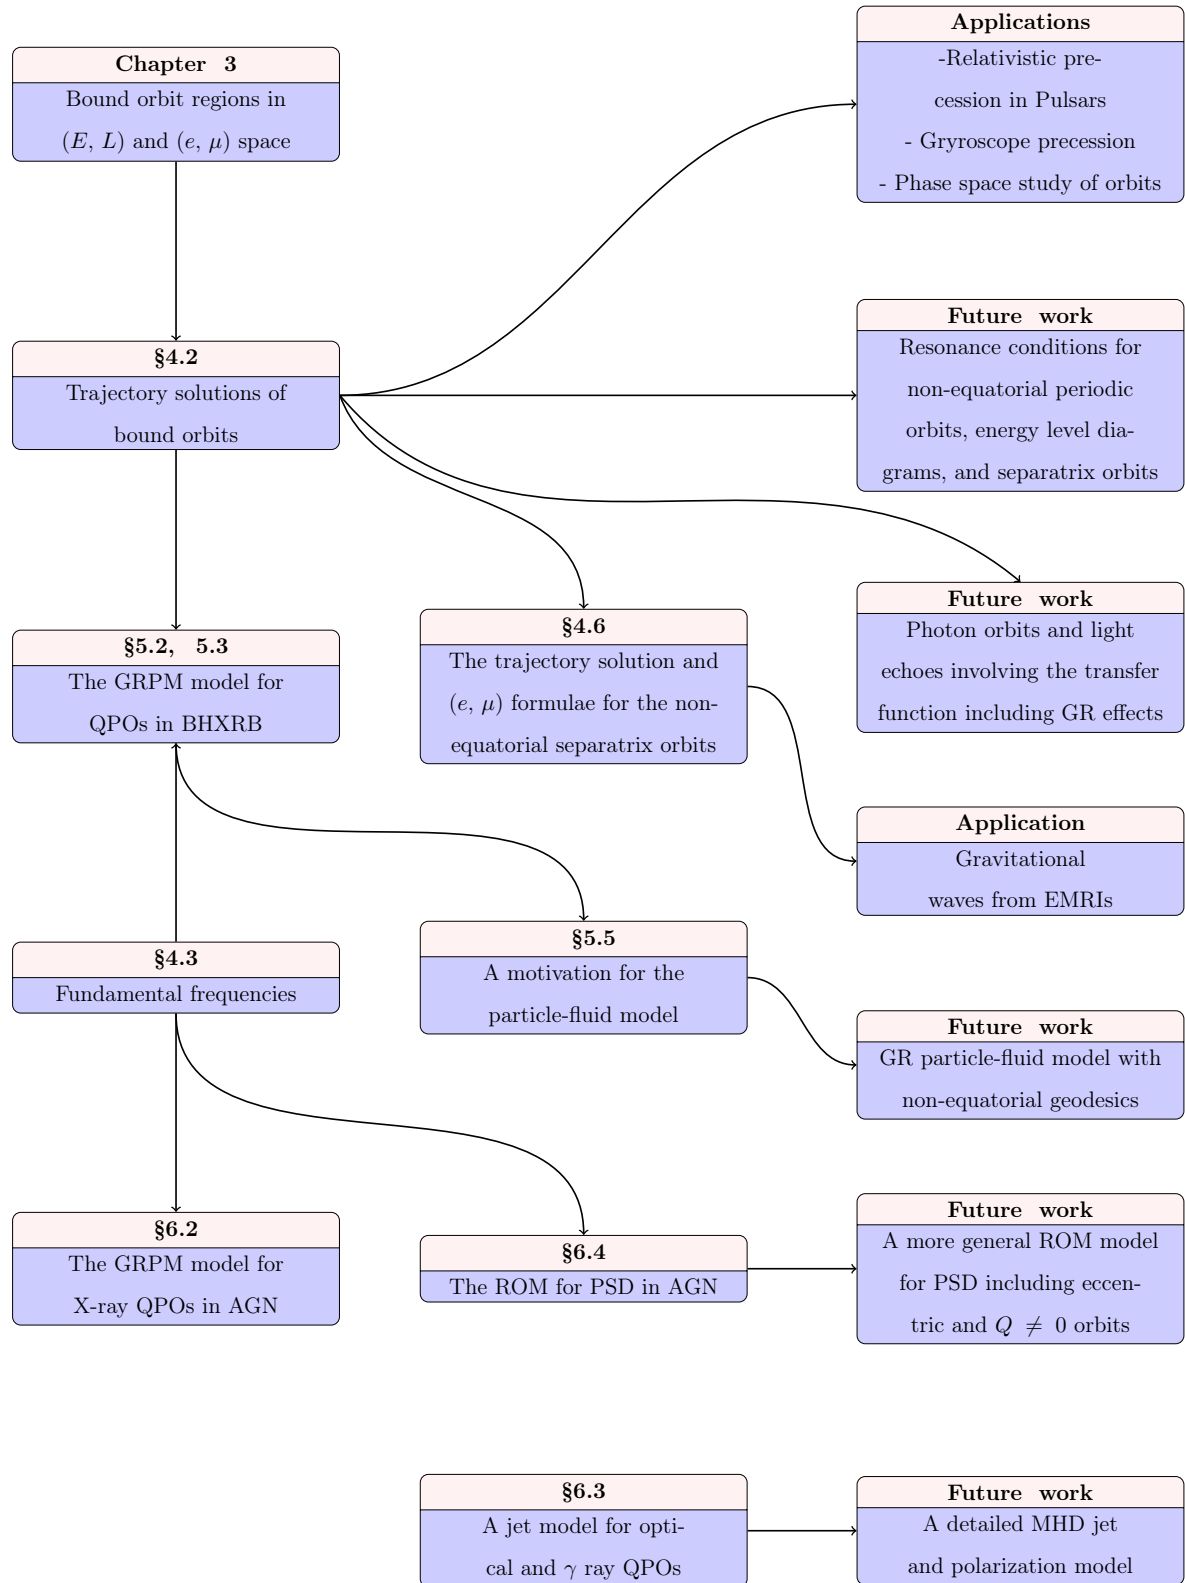 Chapter 3
Bound orbit regions in
(E, L) and (e, μ) space
Applications
-Relativistic pre-
cession in Pulsars
- Gryroscope precession
- Phase space study of orbits
§4.2
Trajectory solutions of
bound orbits
Future work
Resonance conditions for
non-equatorial periodic
orbits, energy level dia-
grams, and separatrix orbits
§5.2, 5.3
The GRPM model for
QPOs in BHXRB
§4.6
The trajectory solution and
(e, μ) formulae for the non-
equatorial separatrix orbits
Future work
Photon orbits and light
echoes involving the transfer
function including GR effects
Application
Gravitational
waves from EMRIs
§4.3
Fundamental frequencies
§5.5
A motivation for the
particle-fluid model
Future work
GR particle-fluid model with
non-equatorial geodesics
§6.2
The GRPM model for
X-ray QPOs in AGN
§6.4
The ROM for PSD in AGN
Future work
A more general ROM model
for PSD including eccen-
tric and Q ≠ 0 orbits
§6.3
A jet model for opti-
cal and γ ray QPOs
Future work
A detailed MHD jet
and polarization model